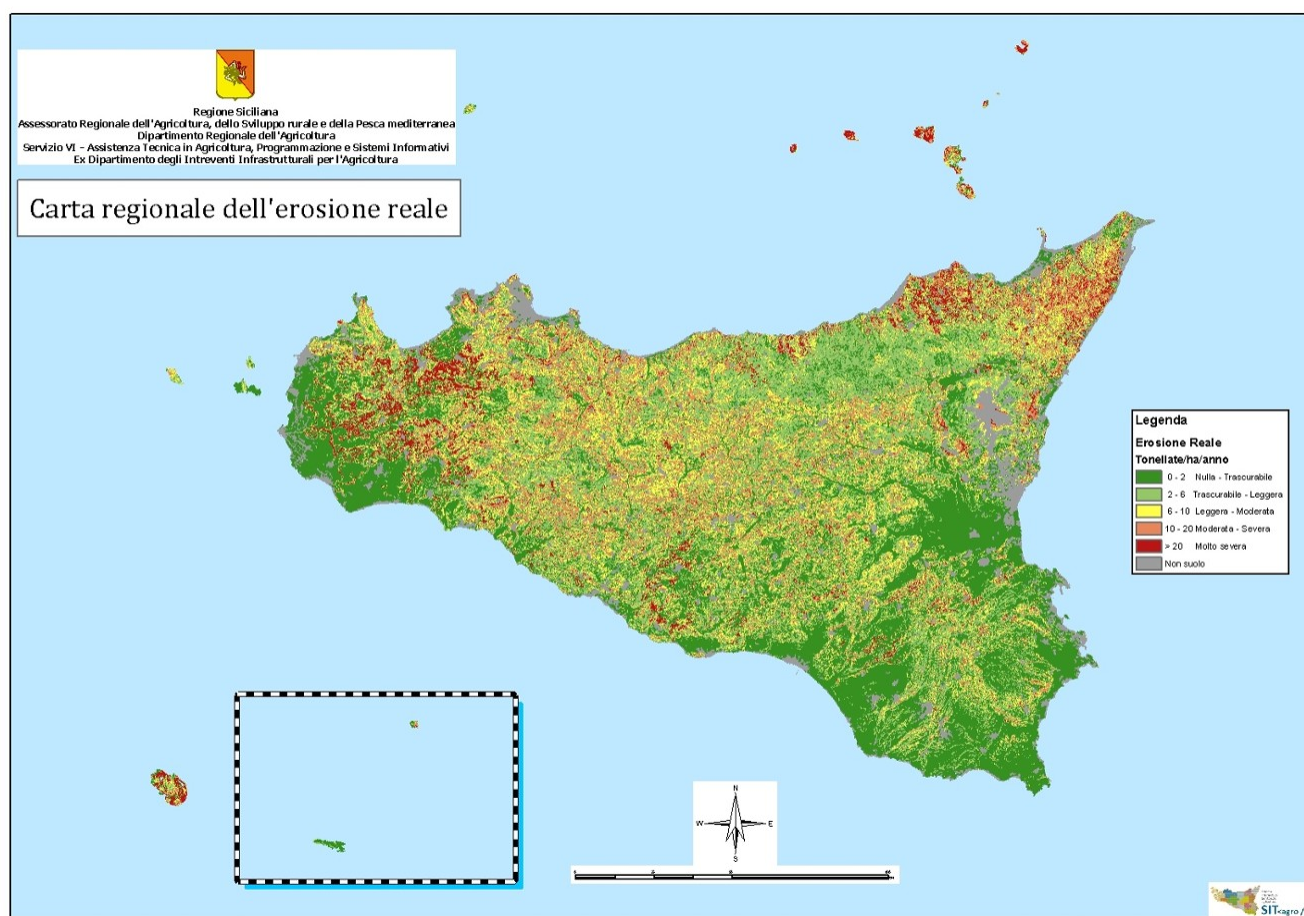 Regione Siciliana
Assessorato Regionale dell'Agricoltura, dello Sviluppo rurale e della Pesca mediterranea
Dipartimento Regionale dell'Agricoltura
Servizio VI - Assistenza Tecnica in Agricoltura, Programmazione e Sistemi Informativi
Ex Dipartimento degli Intreventi Infrastrutturali per l'Agricoltura
Carta regionale dell'erosione reale
Legenda
Erosione Reale
Tonellate/ha/anno
0 - 2 Nulla - Trascurabile
2 - 6 Trascurabile - Leggera
6 - 10 Leggera - Moderata
10 - 20 Moderata - Severa
> 20 Molto severa
Non suolo
N
W E
S
SIT<agro /